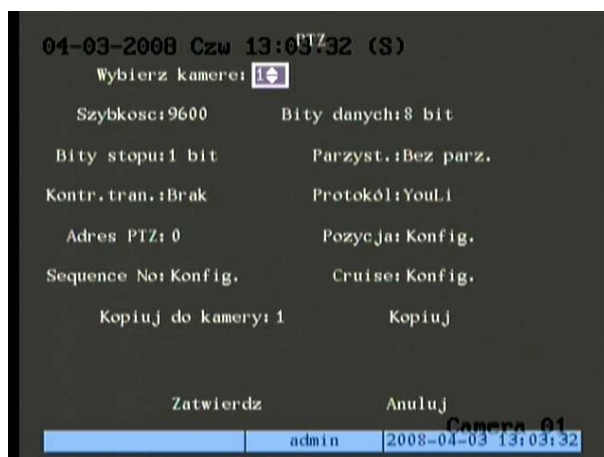 PTZ
04-03-2008 Czw 13:03:32 (S)
Wybierz kamere: 1
Szybkosc: 9600 Bity danych: 8 bit
Bity stopu: 1 bit Parzyst.: Bez parz.
Kontr.tran.: Brak Protokól: YouLi
Adres PTZ: 0 Pozycja: Konfig.
Sequence No: Konfig. Cruise: Konfig.
Kopiuj do kamery: 1 Kopiuj
Zatwierdz Anuluj
Camera 01
admin 2008-04-03 13:03:32